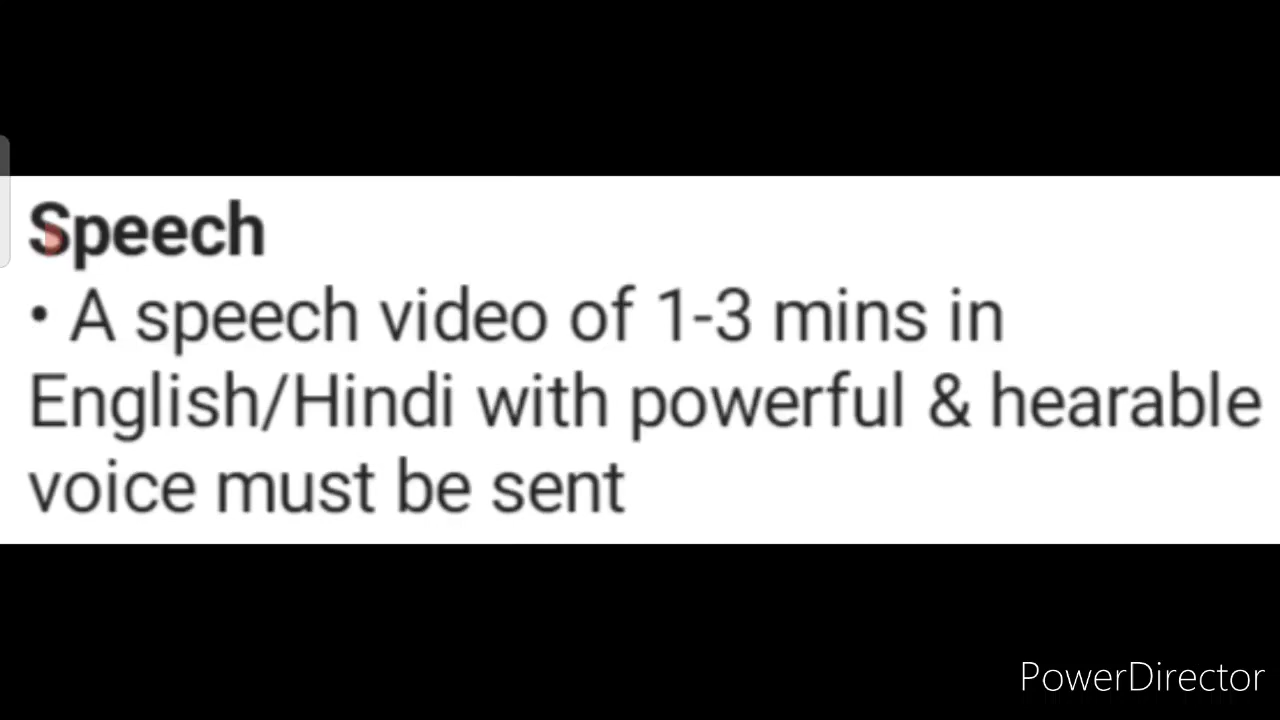 Speech
• A speech video of 1-3 mins in
English/Hindi with powerful & hearable
voice must be sent
PowerDirector